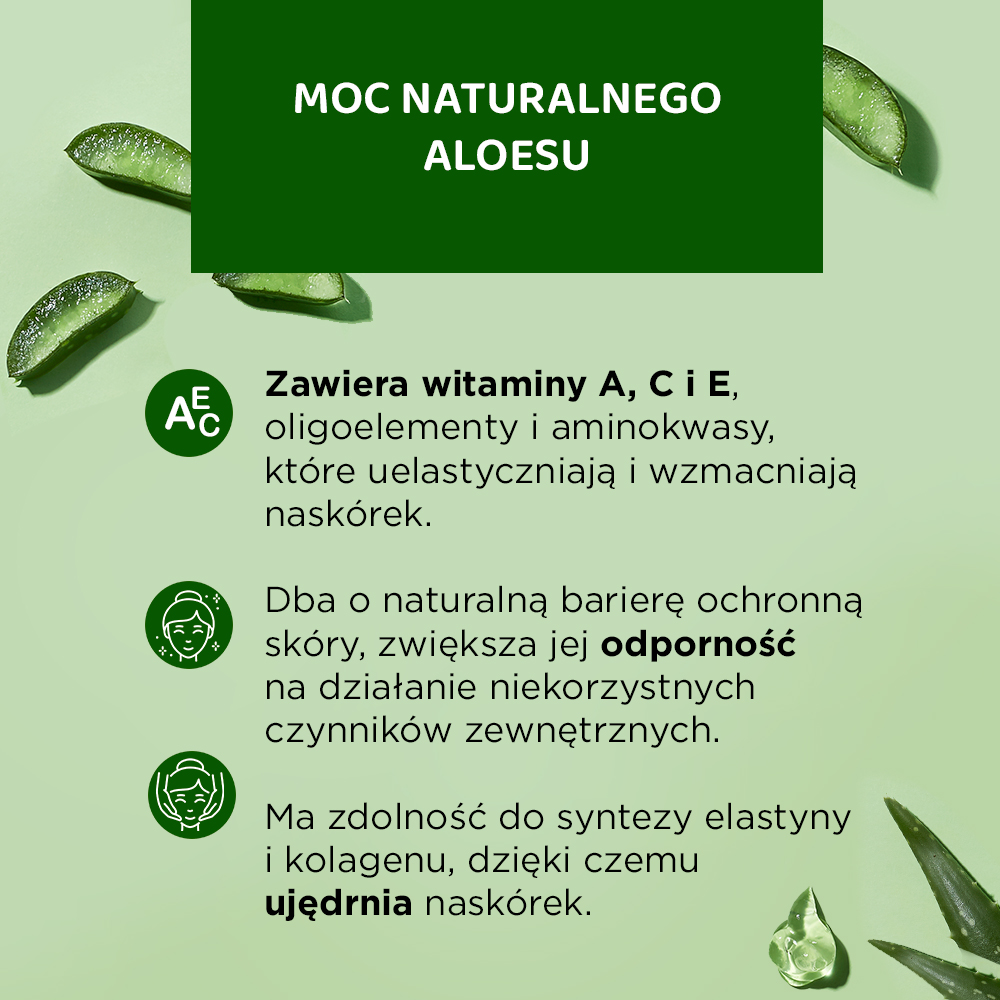 MOC NATURALNEGO
ALOESU
A E C
Zawiera witaminy A, C i E,
oligoelementy i aminokwasy,
które uelastyczniają i wzmacniają
naskórek.
Dba o naturalną barierę ochronną
skóry, zwiększa jej odporność
na działanie niekorzystnych
czynników zewnętrznych.
Ma zdolność do syntezy elastyny
i kolagenu, dzięki czemu
ujędrnia naskórek.